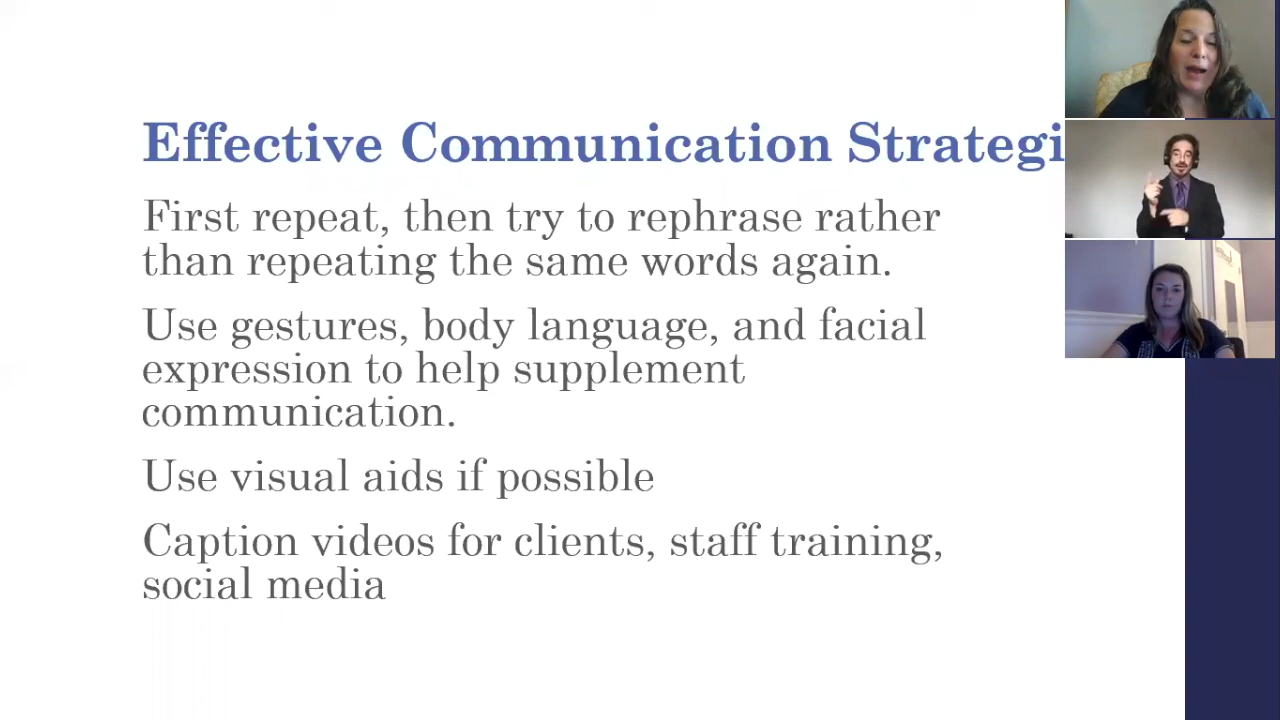 Effective Communication Strategi
First repeat, then try to rephrase rather
than repeating the same words again.
Use gestures, body language, and facial
expression to help supplement
communication.
Use visual aids if possible
Caption videos for clients, staff training,
social media